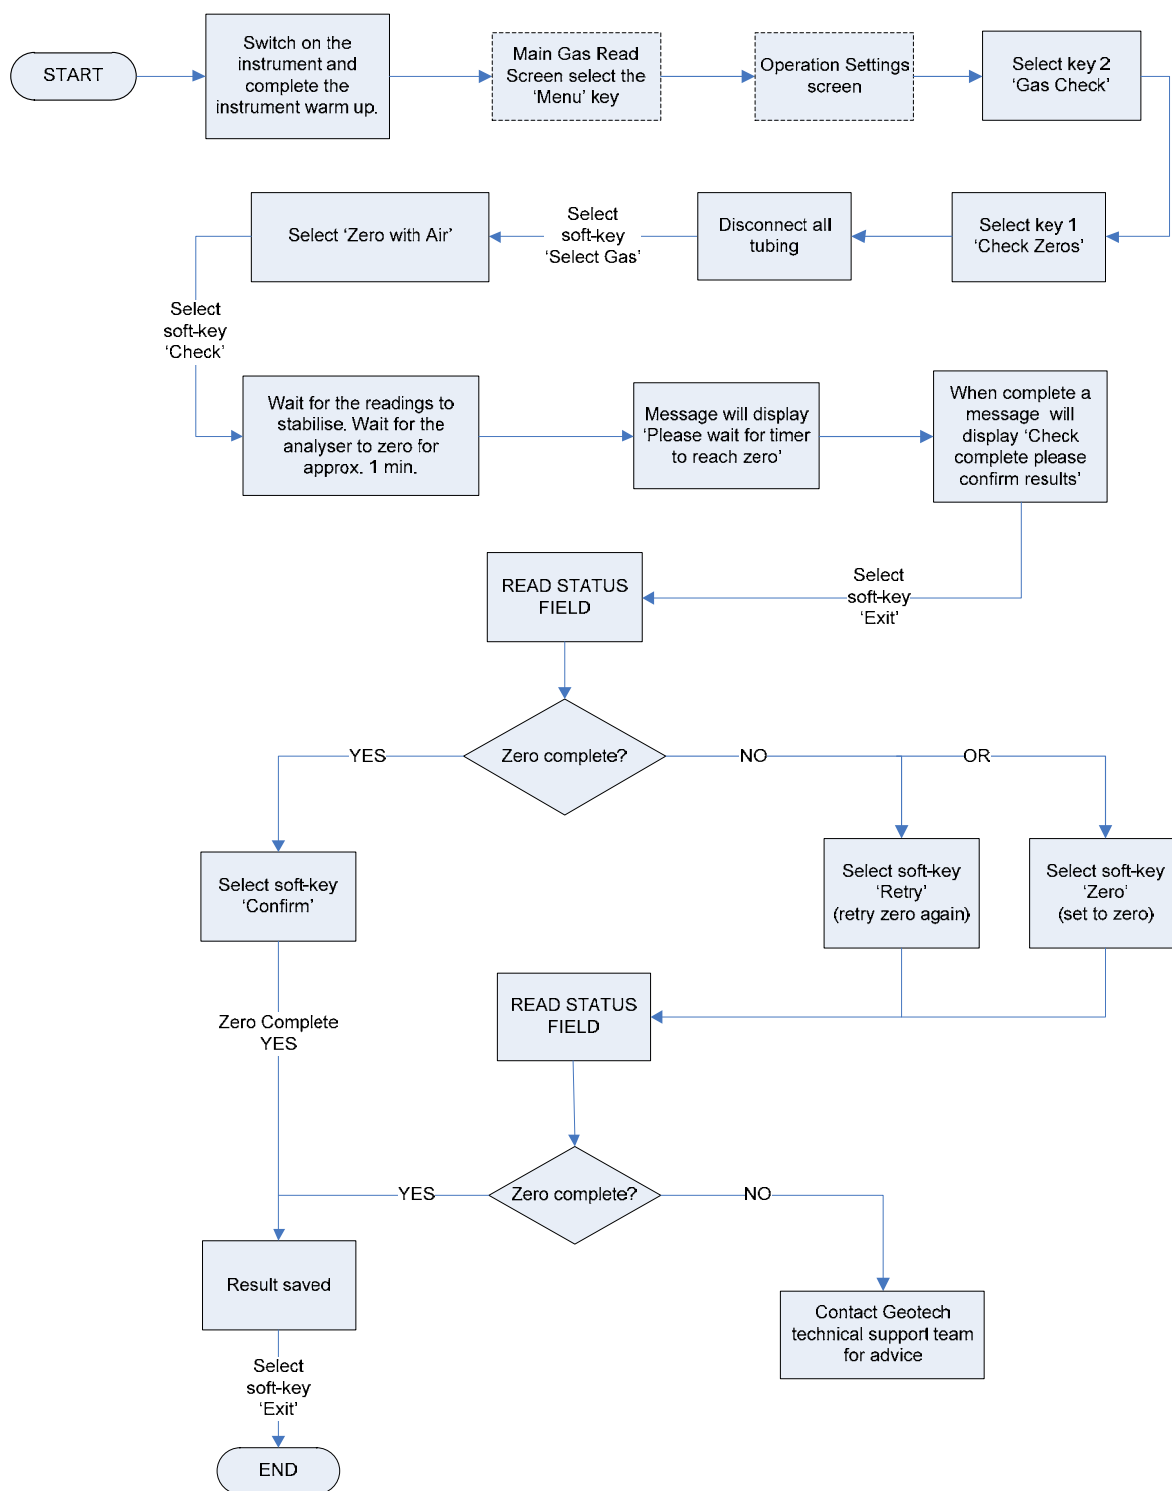 START
Switch on the
instrument and
complete the
instrument warm up.
Main Gas Read
Screen select the
‘Menu’ key
Operation Settings
screen
Select key 2
‘Gas Check’
Select key 1
‘Check Zeros’
Disconnect all
tubing
Select
soft-key
‘Select Gas’
Select ‘Zero with Air’
Select
soft-key
‘Check’
Wait for the readings to
stabilise. Wait for the
analyser to zero for
approx. 1 min.
Message will display
‘Please wait for timer
to reach zero’
When complete a
message will
display ‘Check
complete please
confirm results’
Select
soft-key
‘Exit’
READ STATUS
FIELD
Zero complete?
YES
NO
OR
Select soft-key
‘Confirm’
Select soft-key
‘Retry’
(retry zero again)
Select soft-key
‘Zero’
(set to zero)
Zero Complete
YES
READ STATUS
FIELD
Zero complete?
YES
NO
Result saved
Contact Geotech
technical support team
for advice
Select
soft-key
‘Exit’
END